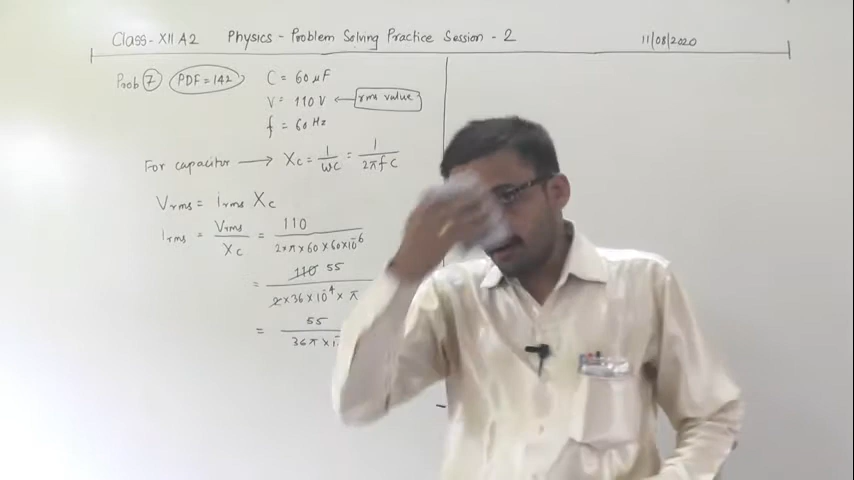 Class - XII A2 Physics - Problem Solving Practice Session - 2 11/08/2020
Prob 7 PDF = 142 C = 60 μF
V = 110 V ← rms value
f = 60 Hz
For capacitor → Xc = 1/ωC = 1/2πfC
Vrms = irms Xc
irms = Vrms/Xc = 110/2×π×60×60×10⁻⁶
= 110 55/2×36×10⁻⁴×π
= 55/36π×